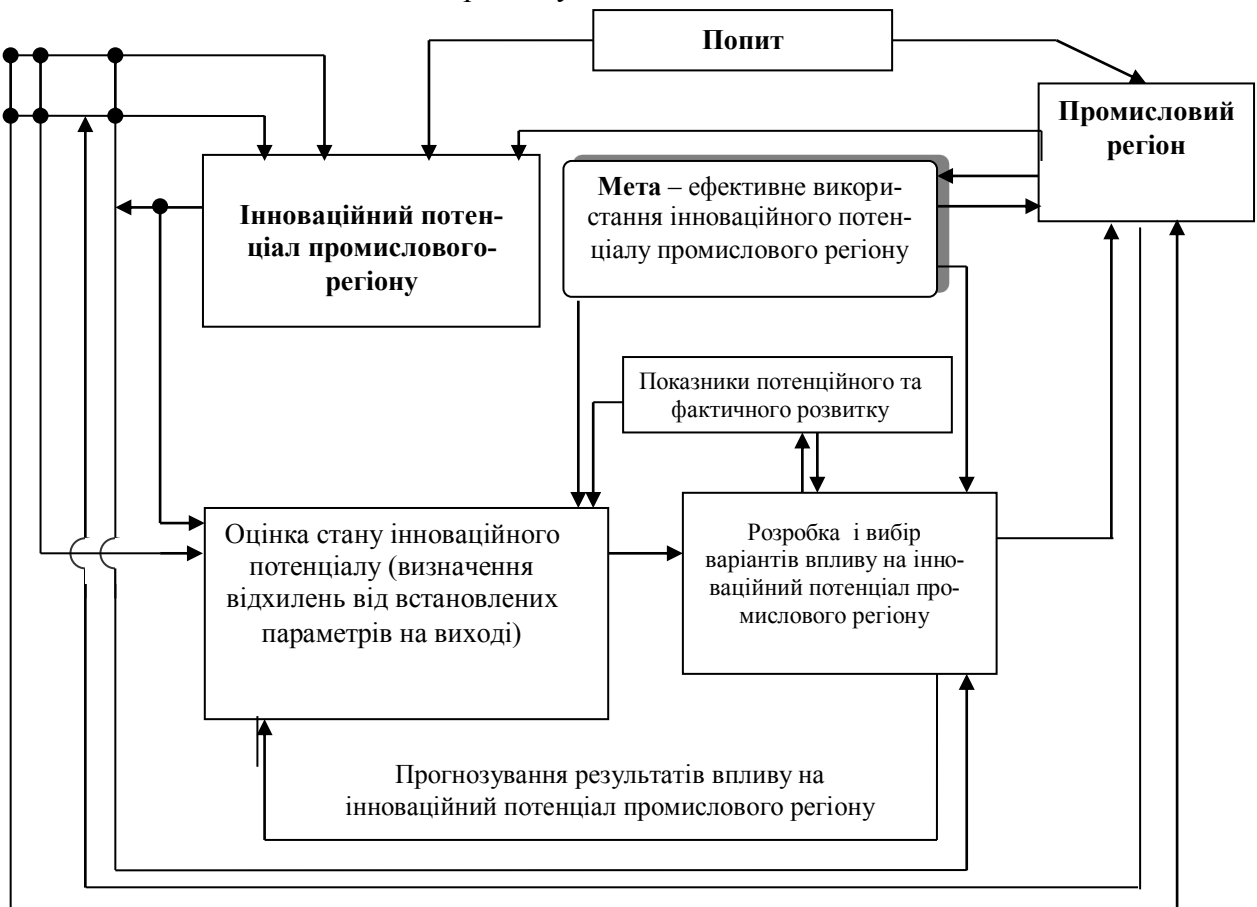 Попит
Промисловий
регіон
Мета – ефективне викори-
стання інноваційного потен-
ціалу промислового регіону
Інноваційний потен-
ціал промислового-
регіону
Показники потенційного та
фактичного розвитку
Оцінка стану інноваційного
потенціалу (визначення
відхилень від встановлених
параметрів на виході)
Розробка і вибір
варіантів впливу на інно-
ваційний потенціал про-
мислового регіону
Прогнозування результатів впливу на
інноваційний потенціал промислового регіону